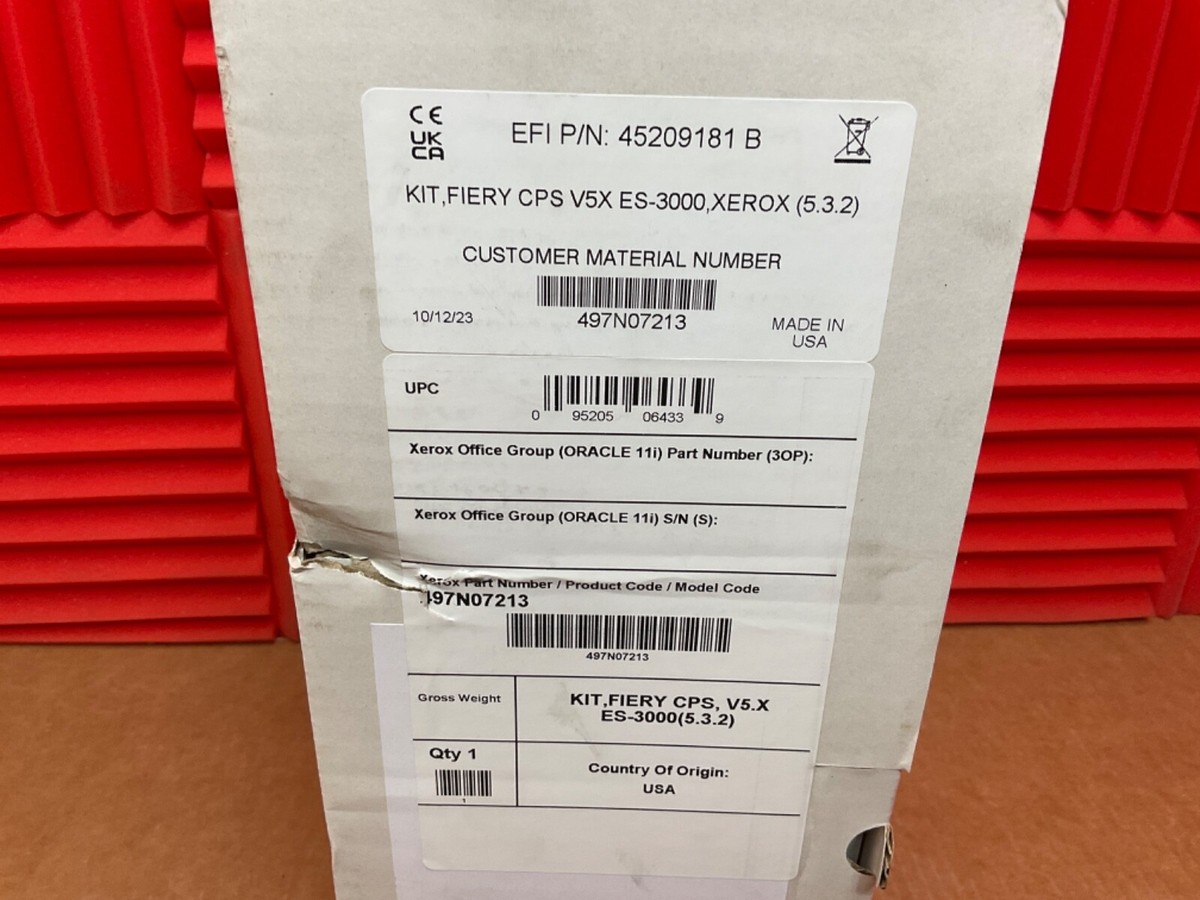 CE
UK
CA
EFI P/N: 45209181 B
KIT,FIERY CPS V5X ES-3000,XEROX (5.3.2)
CUSTOMER MATERIAL NUMBER
497N07213
10/12/23
MADE IN
USA
UPC
0 95205 06433 9
Xerox Office Group (ORACLE 11i) Part Number (3OP):
Xerox Office Group (ORACLE 11i) S/N (S):
Xerox Part Number / Product Code / Model Code
497N07213
497N07213
Gross Weight
KIT,FIERY CPS, V5.X
ES-3000(5.3.2)
Qty 1
1
Country Of Origin:
USA